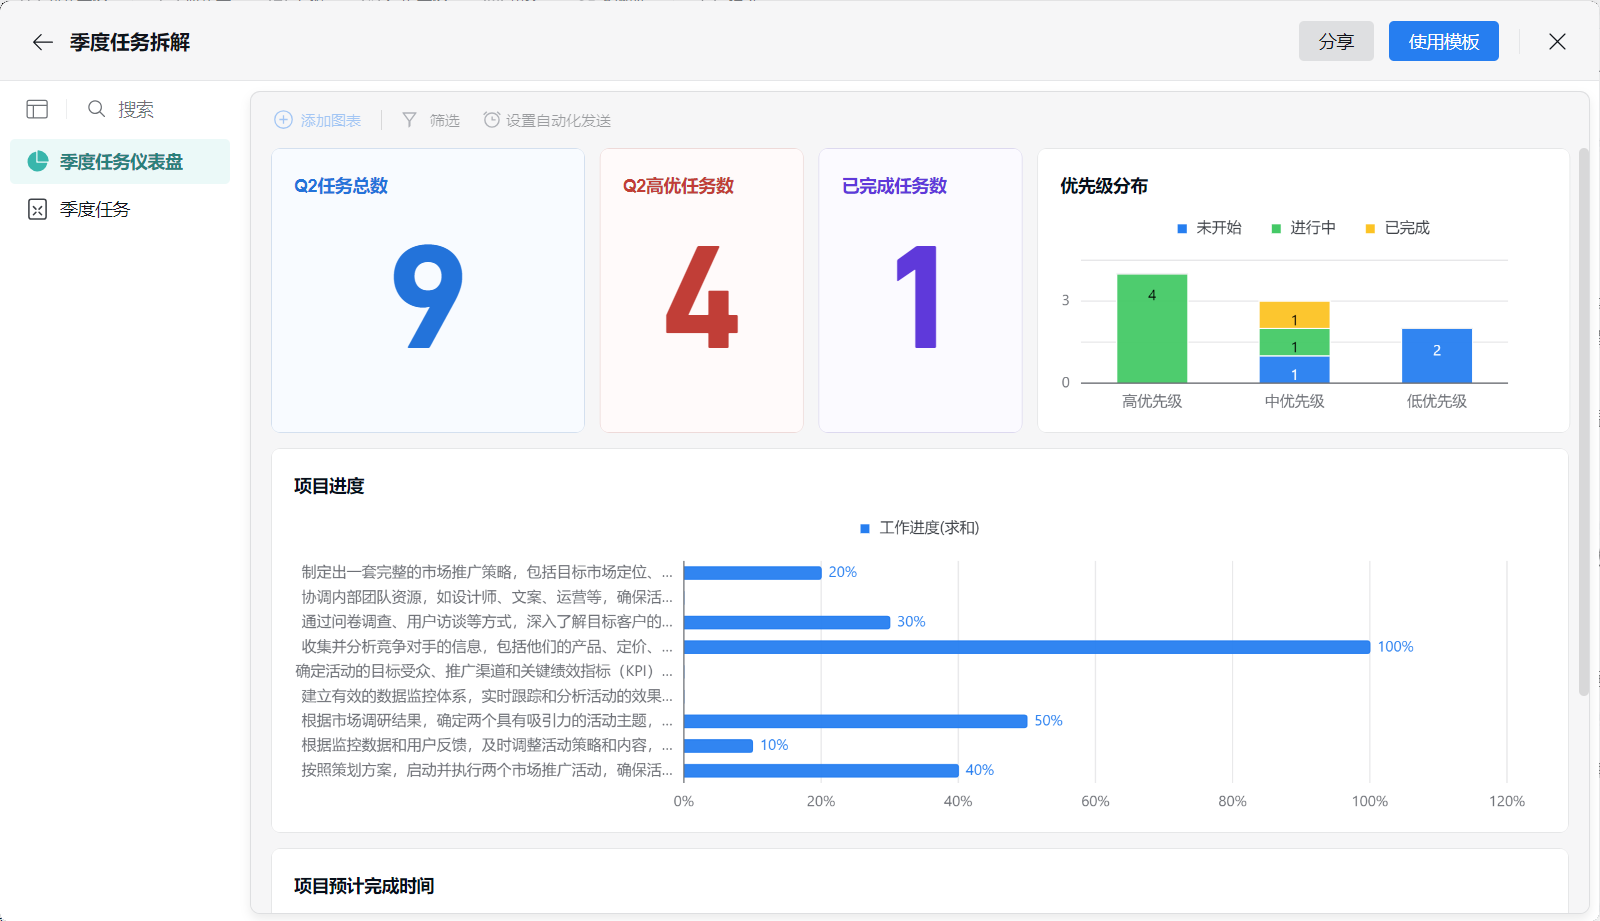 季度任务拆解
分享
使用模板
搜索
季度任务仪表盘
季度任务
添加图表
筛选
设置自动化发送
Q2任务总数
9
Q2高优任务数
4
已完成任务数
1
优先级分布
未开始
进行中
已完成
3
0
4
1
1
1
2
高优先级
中优先级
低优先级
项目进度
工作进度(求和)
制定出一套完整的市场推广策略，包括目标市场定位、... 20%
协调内部团队资源，如设计师、文案、运营等，确保活...
通过问卷调查、用户访谈等方式，深入了解目标客户的... 30%
收集并分析竞争对手的信息，包括他们的产品、定价、... 100%
确定活动的目标受众、推广渠道和关键绩效指标（KPI）...
建立有效的数据监控体系，实时跟踪和分析活动的效果...
根据市场调研结果，确定两个具有吸引力的活动主题，... 50%
根据监控数据和用户反馈，及时调整活动策略和内容，... 10%
按照策划方案，启动并执行两个市场推广活动，确保活... 40%
0% 20% 40% 60% 80% 100% 120%
项目预计完成时间